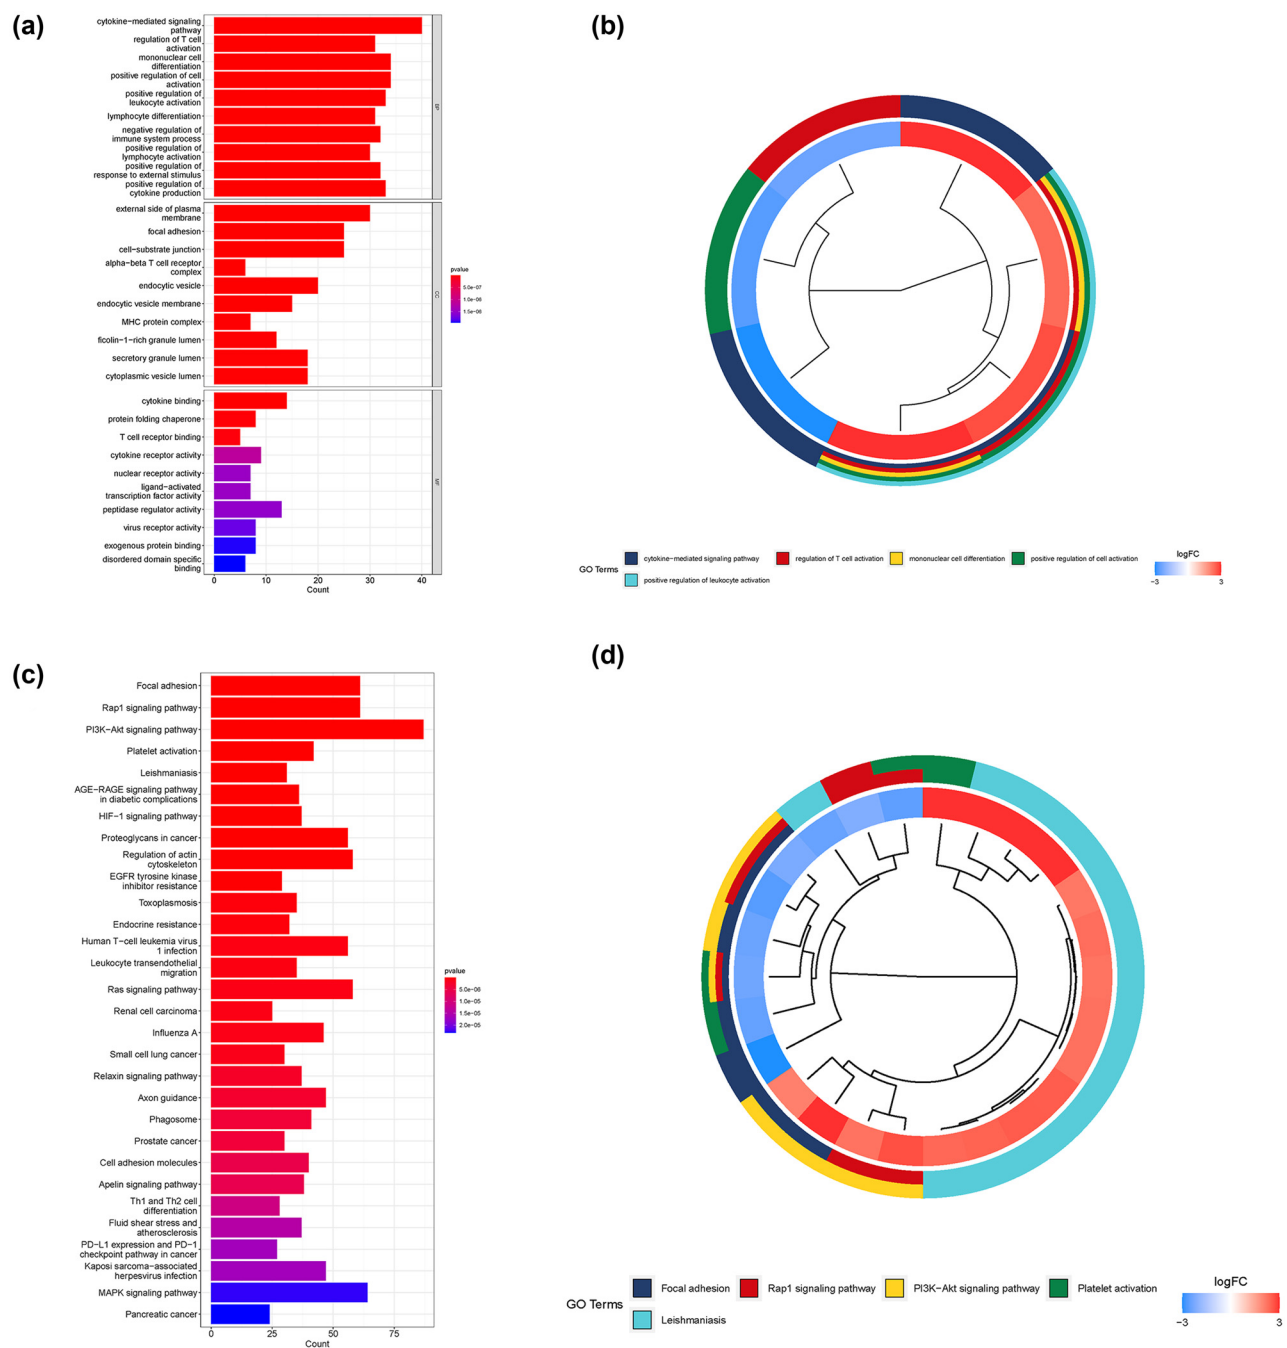 (a)
cytokine−mediated signaling
pathway
regulation of T cell
activation
mononuclear cell
differentiation
positive regulation of cell
activation
positive regulation of
leukocyte activation
lymphocyte differentiation
negative regulation of
immune system process
positive regulation of
lymphocyte activation
positive regulation of
response to external stimulus
positive regulation of
cytokine production
BP
external side of plasma
membrane
focal adhesion
cell−substrate junction
alpha−beta T cell receptor
complex
endocytic vesicle
endocytic vesicle membrane
MHC protein complex
ficolin−1−rich granule lumen
secretory granule lumen
cytoplasmic vesicle lumen
CC
cytokine binding
protein folding chaperone
T cell receptor binding
cytokine receptor activity
nuclear receptor activity
ligand−activated
transcription factor activity
peptidase regulator activity
virus receptor activity
exogenous protein binding
disordered domain specific
binding
MF
0 10 20 30 40
Count
pvalue
5.0e−07
1.0e−06
1.5e−06
(b)
GO Terms
cytokine−mediated signaling pathway
regulation of T cell activation
mononuclear cell differentiation
positive regulation of cell activation
positive regulation of leukocyte activation
logFC
−3 3
(c)
Focal adhesion
Rap1 signaling pathway
PI3K−Akt signaling pathway
Platelet activation
Leishmaniasis
AGE−RAGE signaling pathway
in diabetic complications
HIF−1 signaling pathway
Proteoglycans in cancer
Regulation of actin
cytoskeleton
EGFR tyrosine kinase
inhibitor resistance
Toxoplasmosis
Endocrine resistance
Human T−cell leukemia virus
1 infection
Leukocyte transendothelial
migration
Ras signaling pathway
Renal cell carcinoma
Influenza A
Small cell lung cancer
Relaxin signaling pathway
Axon guidance
Phagosome
Prostate cancer
Cell adhesion molecules
Apelin signaling pathway
Th1 and Th2 cell
differentiation
Fluid shear stress and
atherosclerosis
PD−L1 expression and PD−1
checkpoint pathway in cancer
Kaposi sarcoma−associated
herpesvirus infection
MAPK signaling pathway
Pancreatic cancer
0 25 50 75
Count
pvalue
5.0e−06
1.0e−05
1.5e−05
2.0e−05
(d)
GO Terms
Focal adhesion
Rap1 signaling pathway
PI3K−Akt signaling pathway
Platelet activation
Leishmaniasis
logFC
−3 3